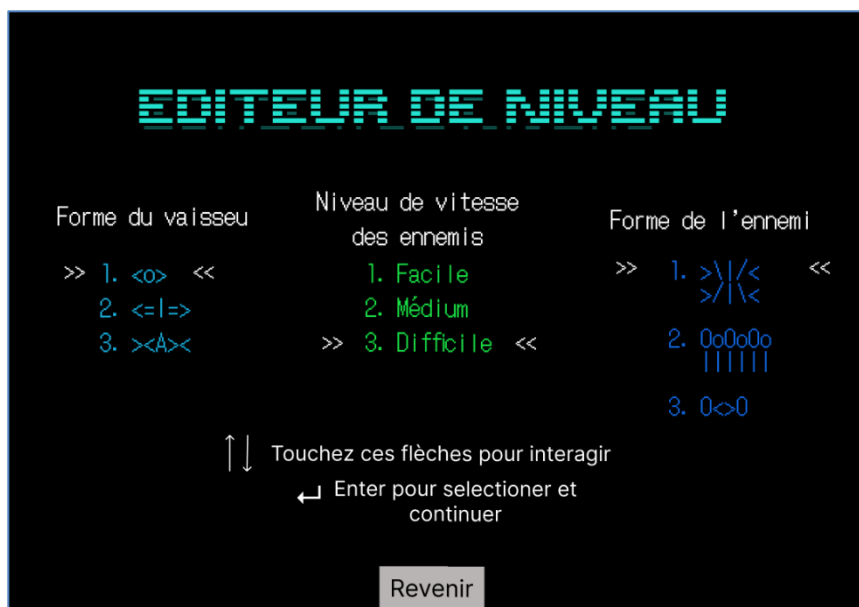 EDITEUR DE NIVEAU
Forme du vaisseu
>> 1. <o> <<
2. <=|=>
3. ><A><
Niveau de vitesse
des ennemis
1. Facile
2. Médium
>> 3. Difficile <<
Forme de l'ennemi
>> 1. >\|/< <<
>/|\<
2. OoOoOo
||||||
3. O<>O
↑↓ Touchez ces flèches pour interagir
↵ Enter pour selectioner et
continuer
Revenir